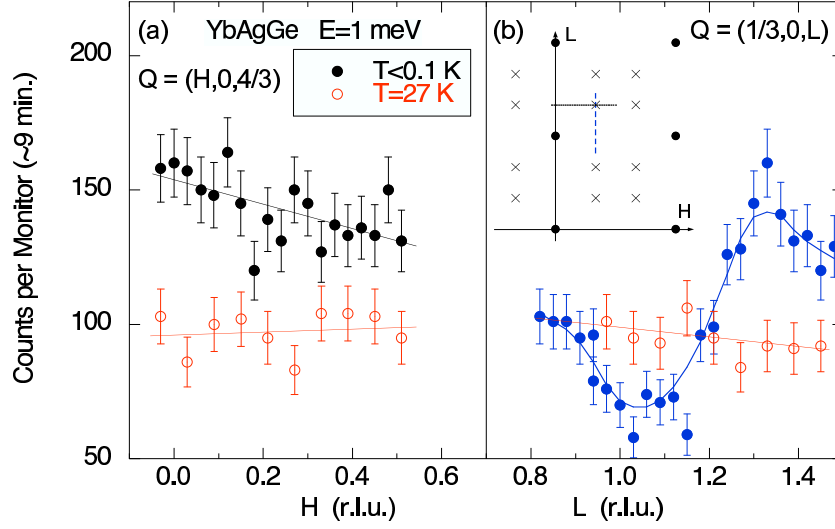 (a) YbAgGe E=1 meV
Q = (H,0,4/3)
T<0.1 K
T=27 K
(b) Q = (1/3,0,L)
L
H
Counts per Monitor (~9 min.)
200
150
100
50
0.0 0.2 0.4 0.6
H (r.l.u.)
0.8 1.0 1.2 1.4
L (r.l.u.)